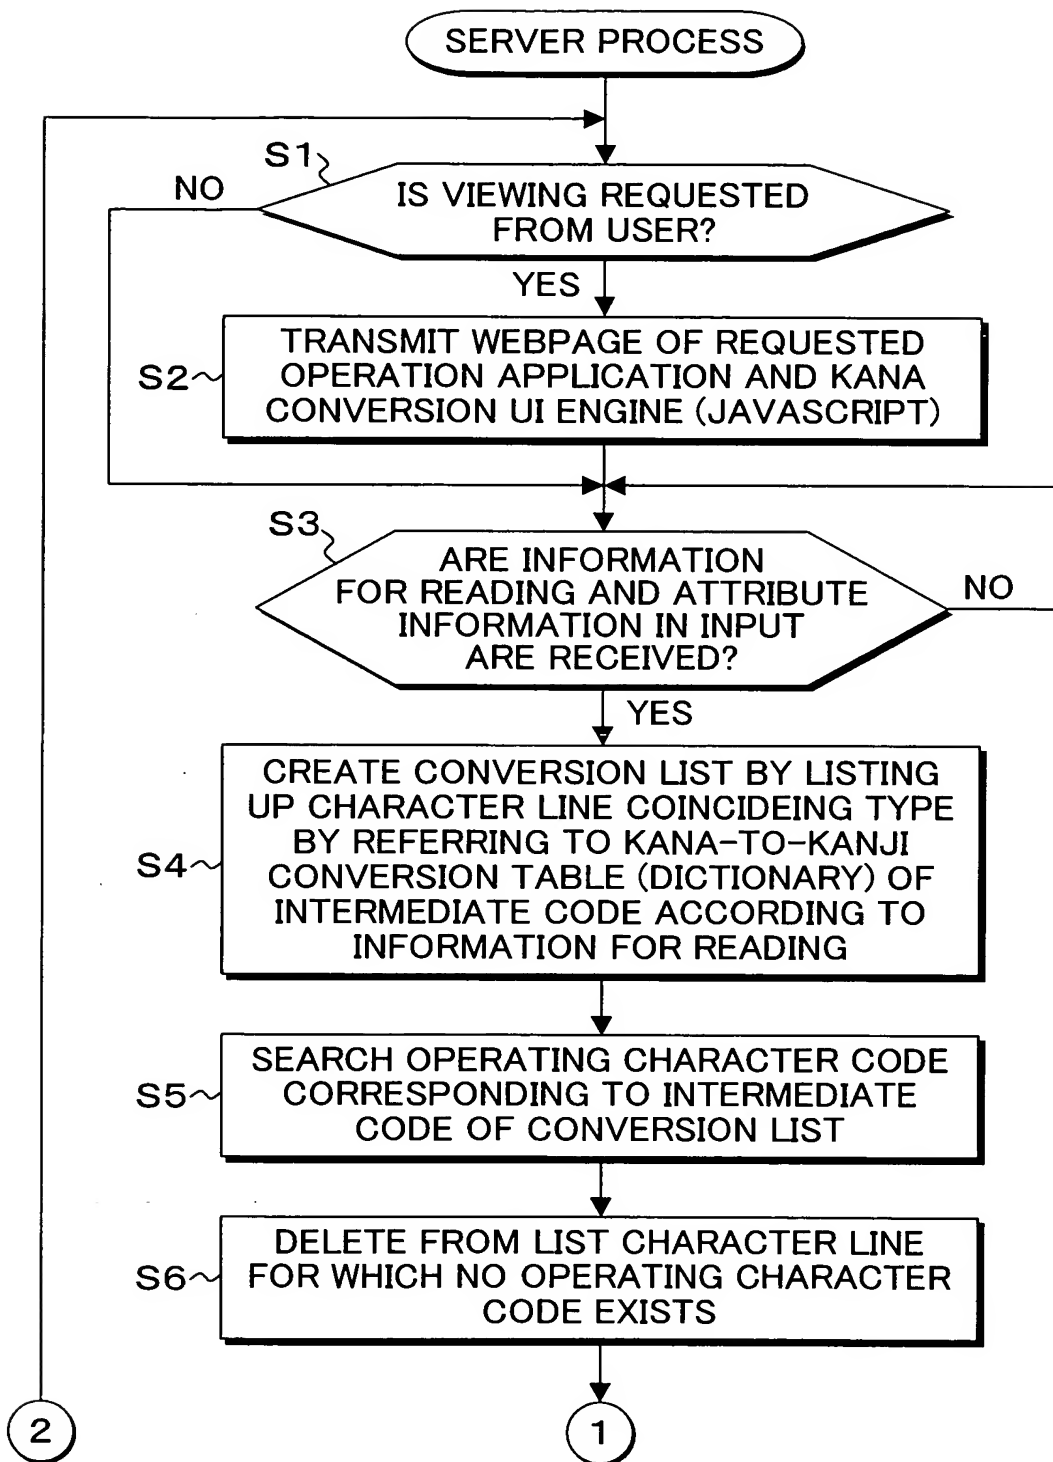 SERVER PROCESS
S1
NO
IS VIEWING REQUESTED
FROM USER?
YES
S2
TRANSMIT WEBPAGE OF REQUESTED
OPERATION APPLICATION AND KANA
CONVERSION UI ENGINE (JAVASCRIPT)
S3
ARE INFORMATION
FOR READING AND ATTRIBUTE
INFORMATION IN INPUT
ARE RECEIVED?
NO
YES
S4
CREATE CONVERSION LIST BY LISTING
UP CHARACTER LINE COINCIDEING TYPE
BY REFERRING TO KANA-TO-KANJI
CONVERSION TABLE (DICTIONARY) OF
INTERMEDIATE CODE ACCORDING TO
INFORMATION FOR READING
S5
SEARCH OPERATING CHARACTER CODE
CORRESPONDING TO INTERMEDIATE
CODE OF CONVERSION LIST
S6
DELETE FROM LIST CHARACTER LINE
FOR WHICH NO OPERATING CHARACTER
CODE EXISTS
2
1